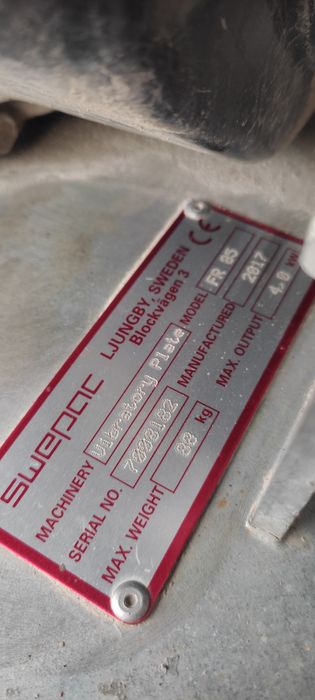 swepac LJUNGBY, SWEDEN CE
Blockvägen 3
MACHINERY Vibratory Plate MODEL FR 85
SERIAL NO. 7008182 MANUFACTURED 2017
MAX. WEIGHT 88 kg MAX. OUTPUT 4,0 kW